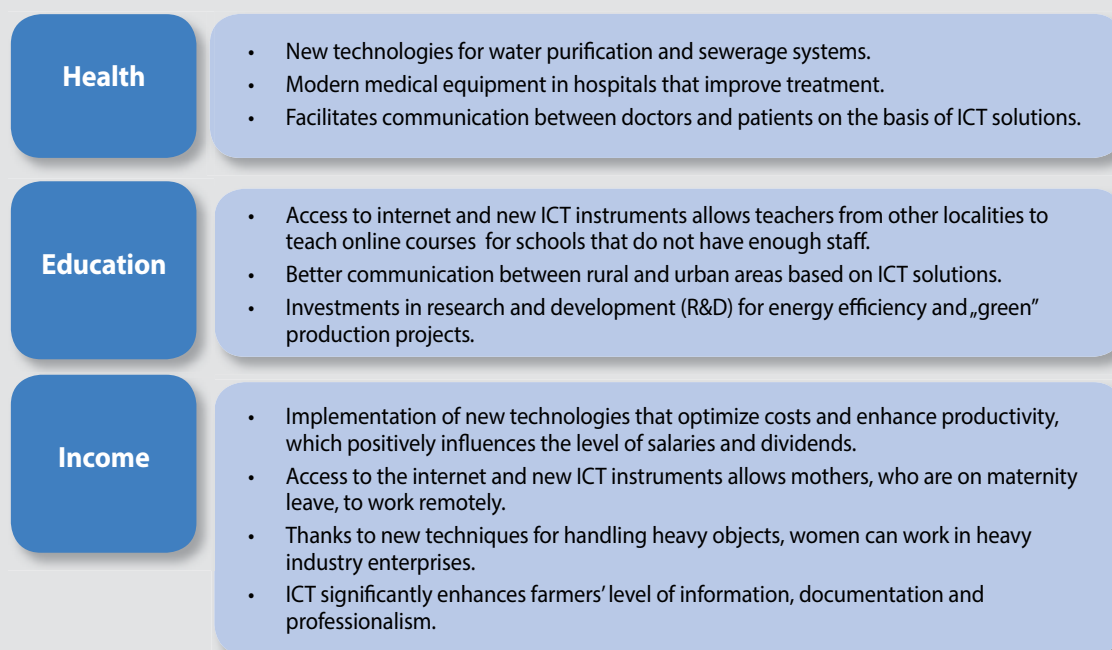 Health
• New technologies for water purification and sewerage systems.
• Modern medical equipment in hospitals that improve treatment.
• Facilitates communication between doctors and patients on the basis of ICT solutions.
Education
• Access to internet and new ICT instruments allows teachers from other localities to
teach online courses for schools that do not have enough staff.
• Better communication between rural and urban areas based on ICT solutions.
• Investments in research and development (R&D) for energy efficiency and „green”
production projects.
Income
• Implementation of new technologies that optimize costs and enhance productivity,
which positively influences the level of salaries and dividends.
• Access to the internet and new ICT instruments allows mothers, who are on maternity
leave, to work remotely.
• Thanks to new techniques for handling heavy objects, women can work in heavy
industry enterprises.
• ICT significantly enhances farmers’ level of information, documentation and
professionalism.